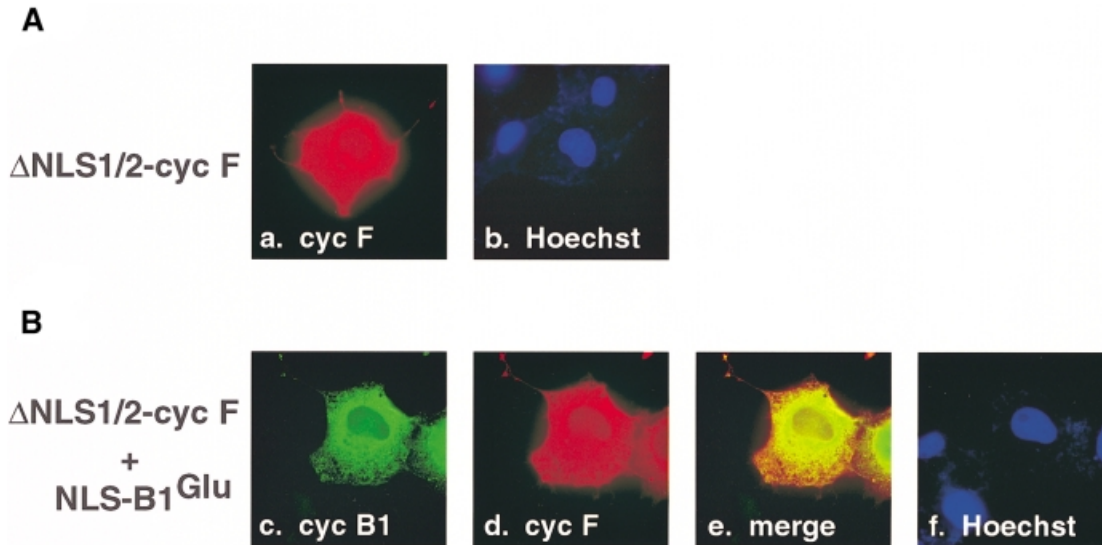 A
ΔNLS1/2-cyc F
a. cyc F
b. Hoechst
B
ΔNLS1/2-cyc F
+
NLS-B1Glu
c. cyc B1
d. cyc F
e. merge
f. Hoechst